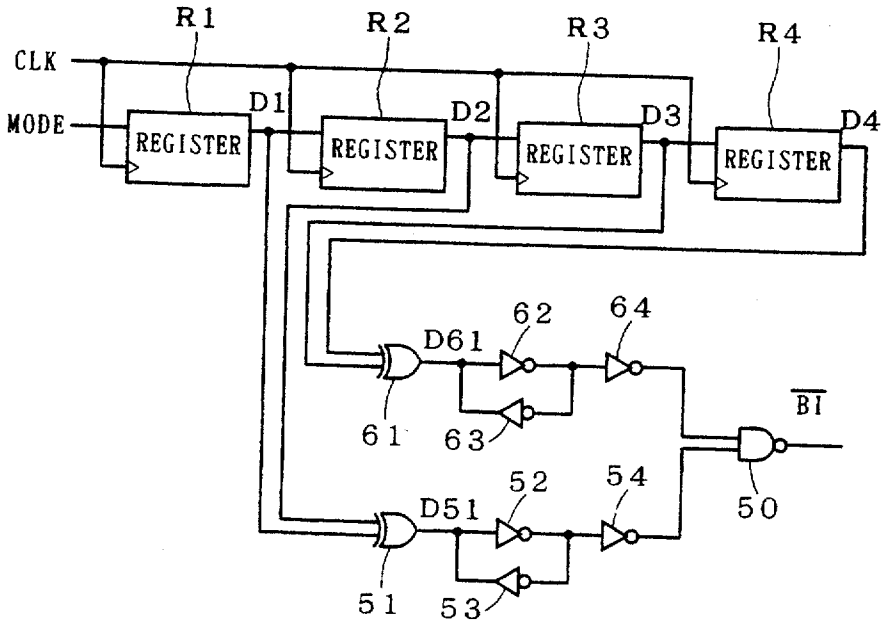 R1
R2
R3
R4
CLK
MODE
D1
D2
D3
D4
REGISTER
REGISTER
REGISTER
REGISTER
62
64
D61
61
63
BI
50
52
54
D51
51
53